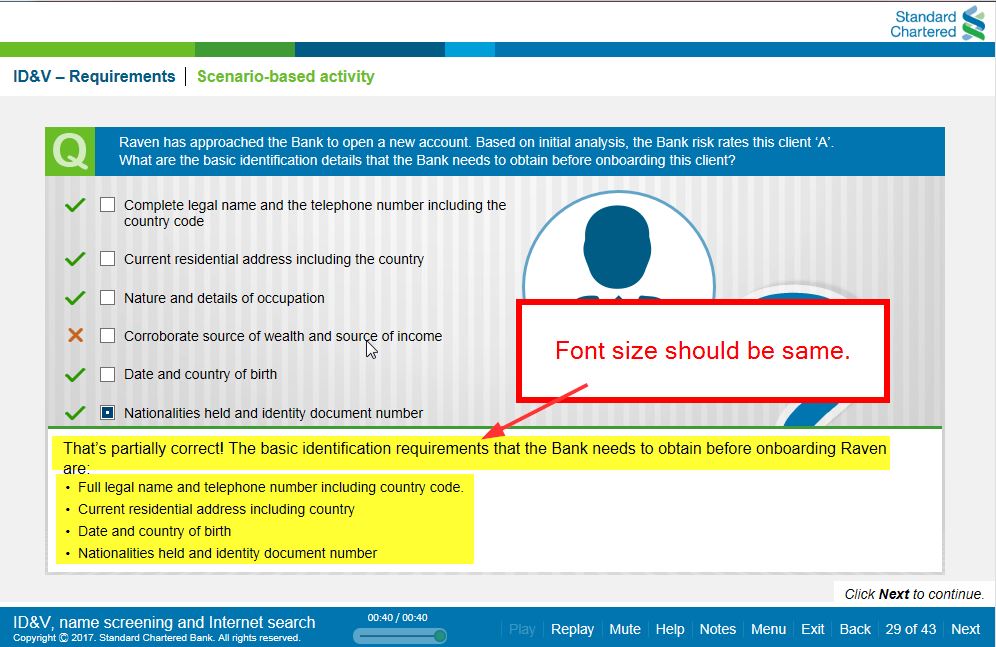 Standard
Chartered
ID&V – Requirements | Scenario-based activity
Q
Raven has approached the Bank to open a new account. Based on initial analysis, the Bank risk rates this client ‘A’.
What are the basic identification details that the Bank needs to obtain before onboarding this client?
Complete legal name and the telephone number including the
country code
Current residential address including the country
Nature and details of occupation
Corroborate source of wealth and source of income
Date and country of birth
Nationalities held and identity document number
Font size should be same.
That’s partially correct! The basic identification requirements that the Bank needs to obtain before onboarding Raven
are:
• Full legal name and telephone number including country code.
• Current residential address including country
• Date and country of birth
• Nationalities held and identity document number
Click Next to continue.
ID&V, name screening and Internet search
Copyright © 2017. Standard Chartered Bank. All rights reserved.
00:40 / 00:40
Play | Replay | Mute | Help | Notes | Menu | Exit | Back | 29 of 43 | Next